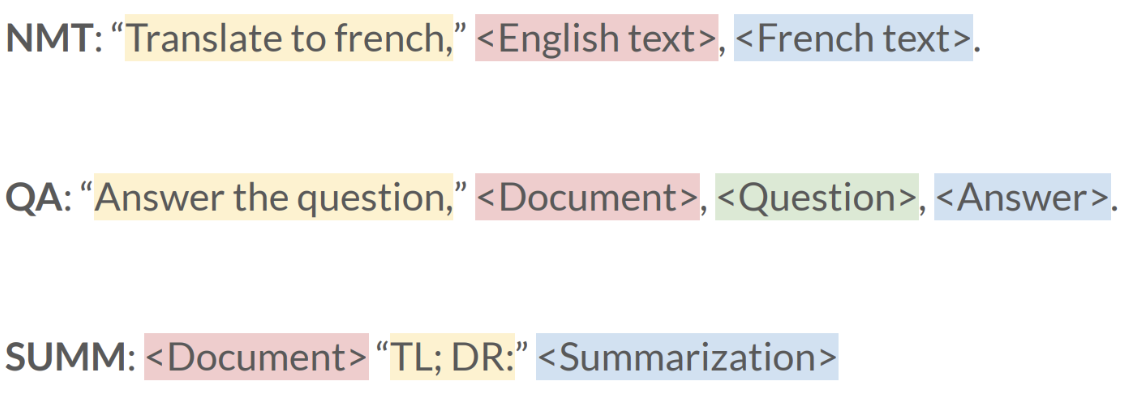 NMT: “Translate to french,” <English text>, <French text>.
QA: “Answer the question,” <Document>, <Question>, <Answer>.
SUMM: <Document> “TL; DR:” <Summarization>